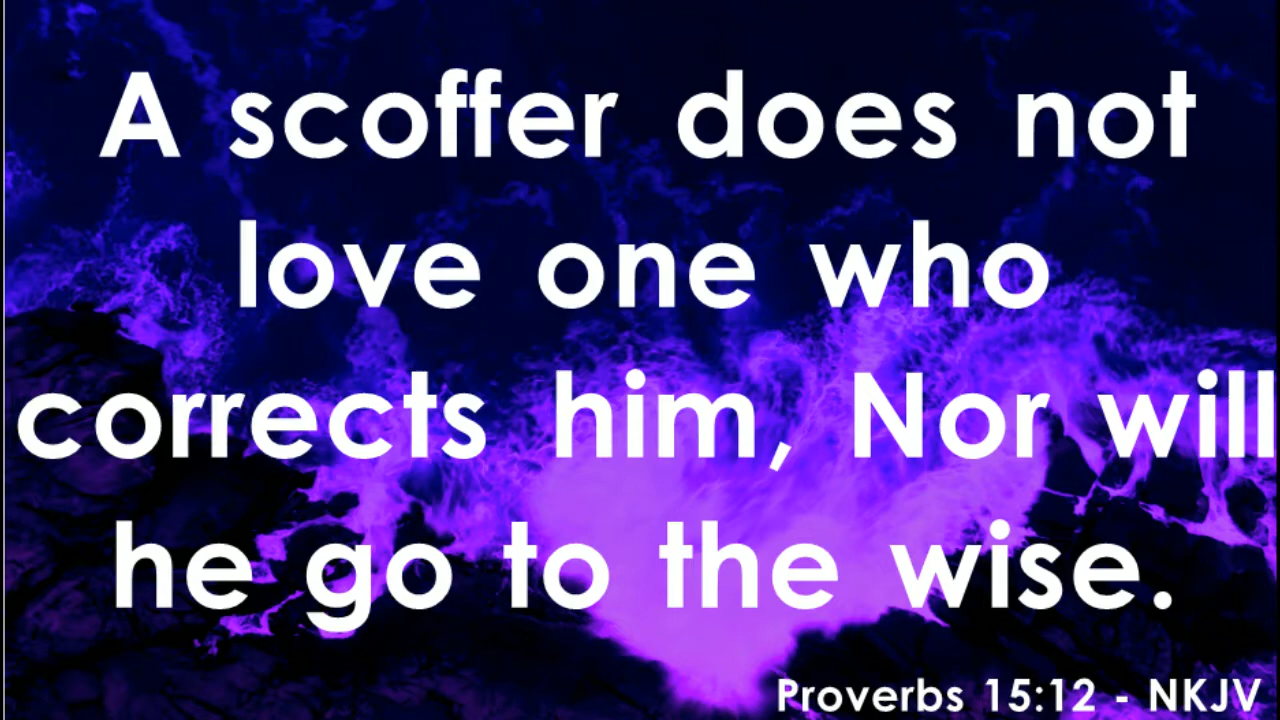 A scoffer does not
love one who
corrects him, Nor will
he go to the wise.
Proverbs 15:12 - NKJV